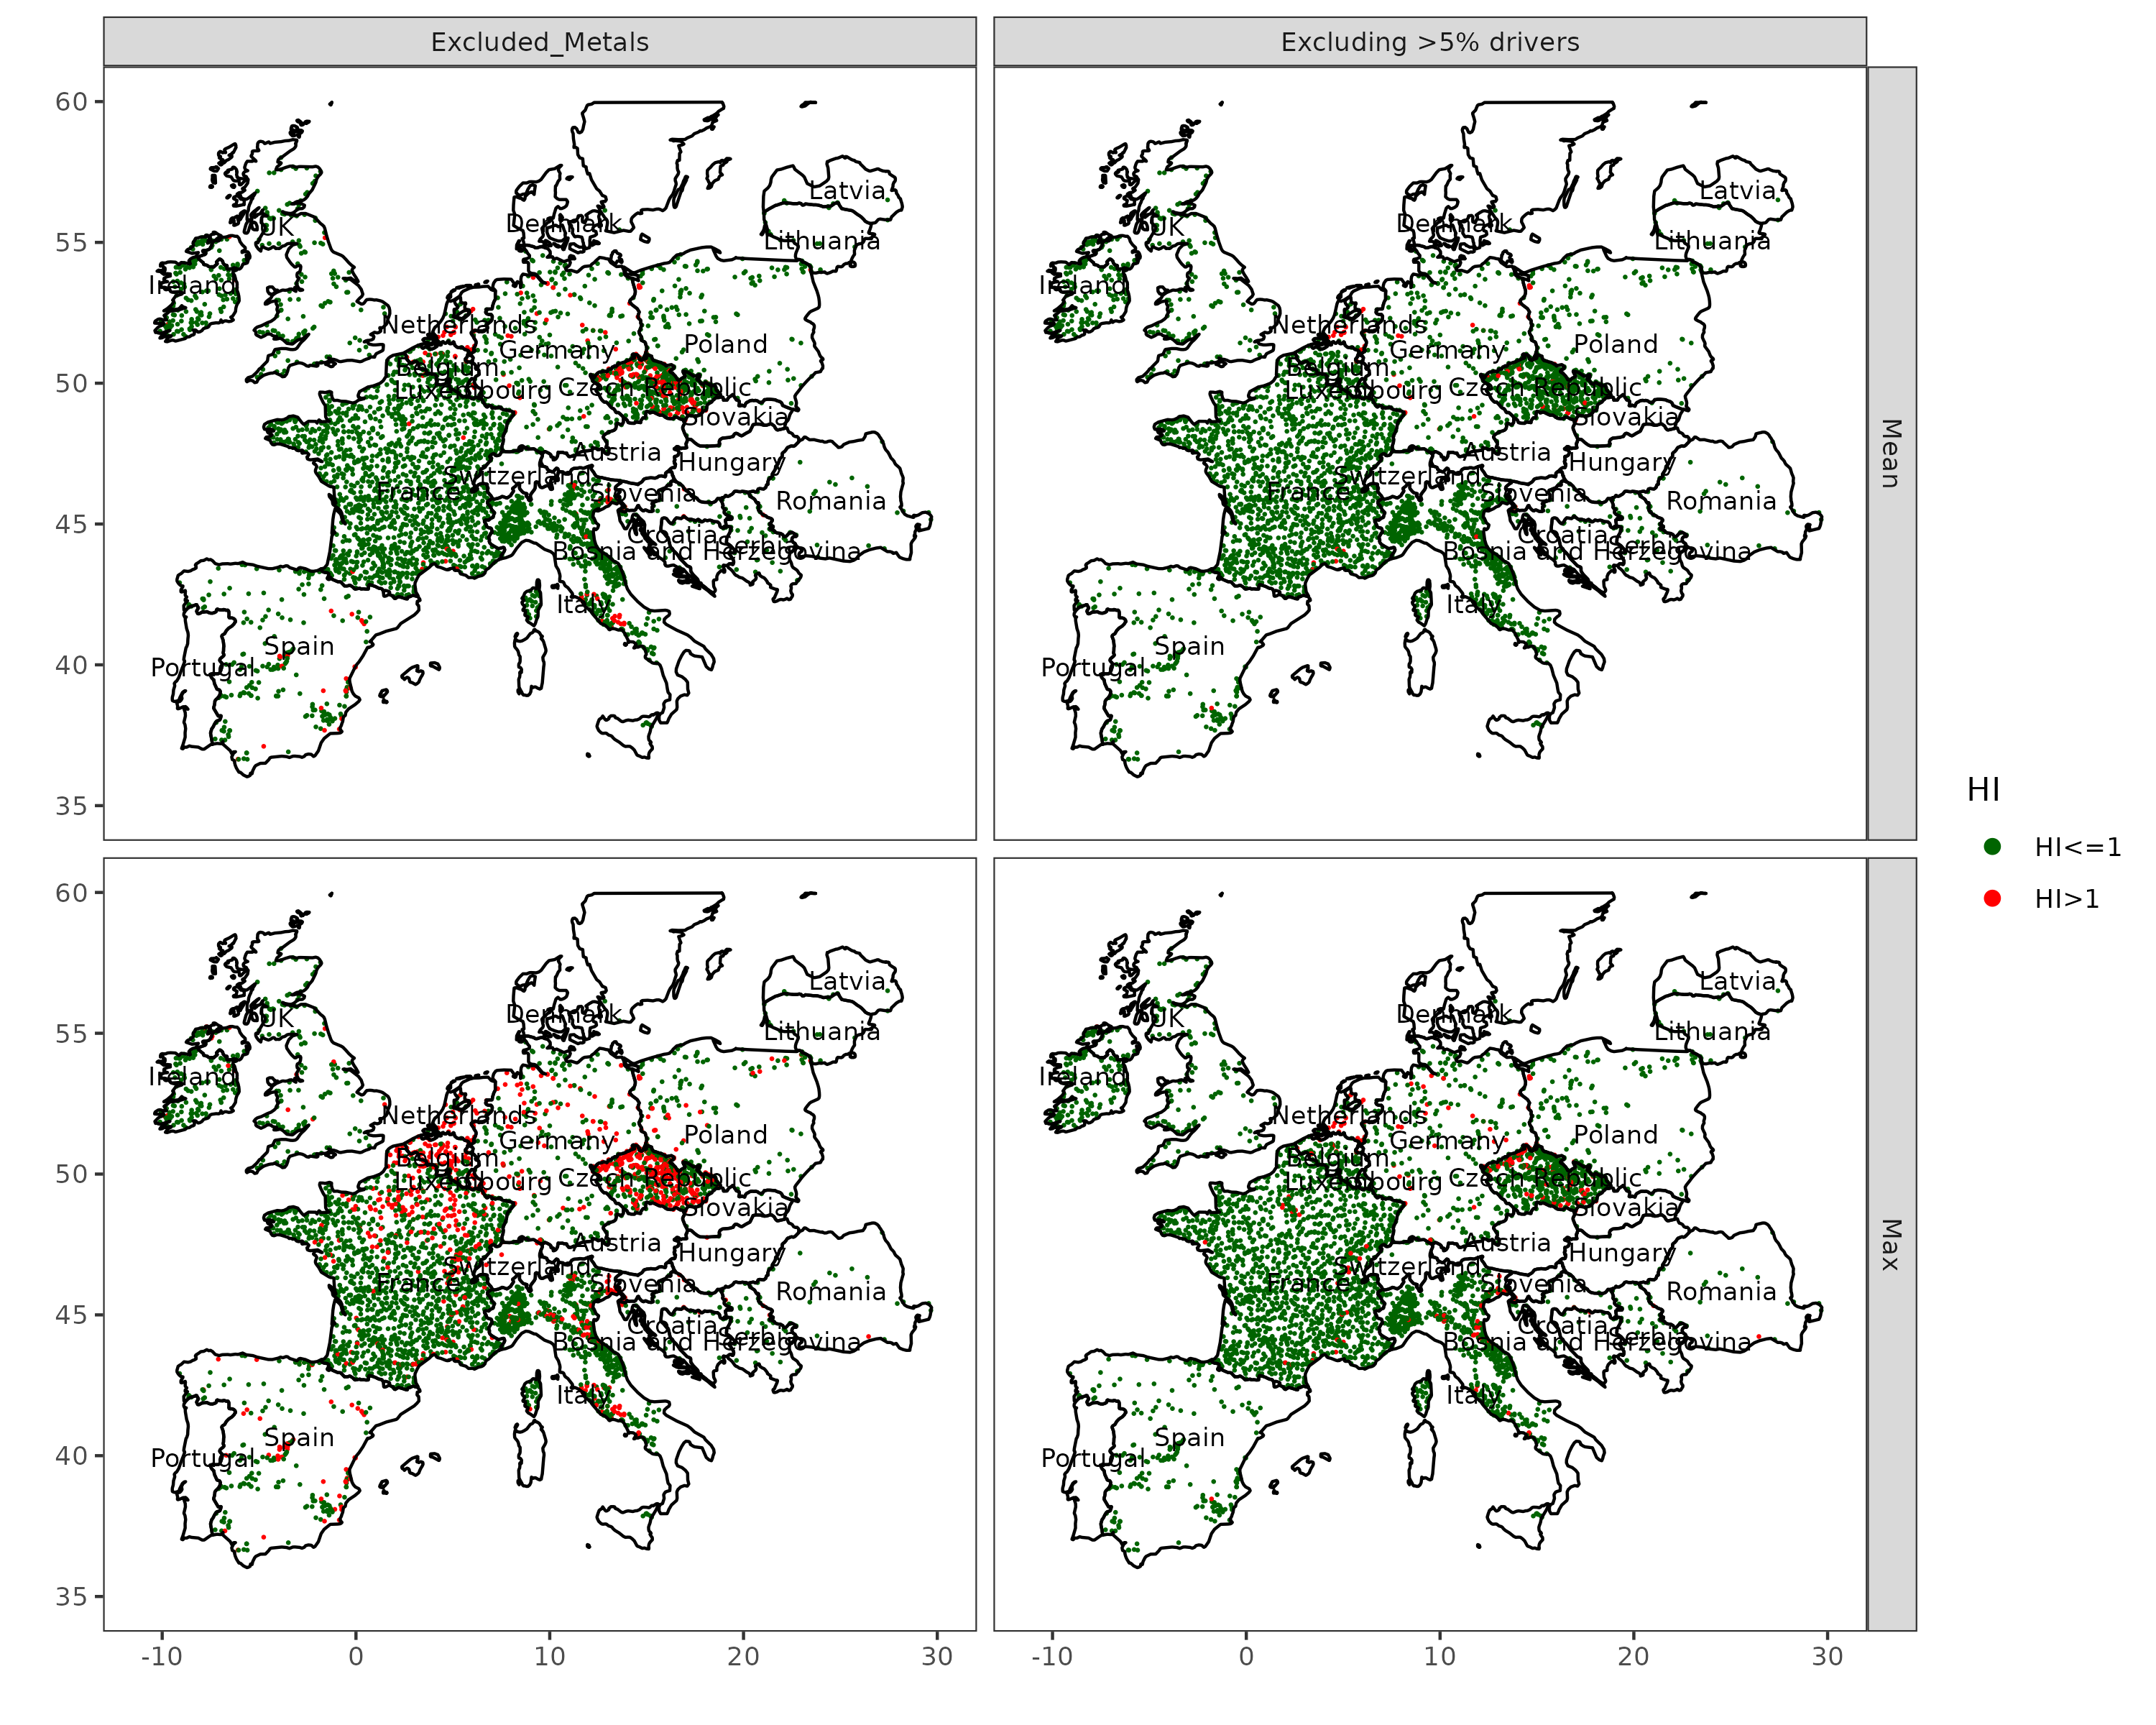 Excluded_Metals
Excluding >5% drivers
60
55
50
45
40
35
Latvia
Denmark
UK
Lithuania
Ireland
Netherlands
Poland
Germany
Belgium
Luxembourg
Czech Republic
Slovakia
Austria
Hungary
Switzerland
Slovenia
France
Romania
Croatia
Serbia
Bosnia and Herzegovina
Italy
Spain
Portugal
Latvia
Denmark
UK
Lithuania
Ireland
Netherlands
Poland
Germany
Belgium
Luxembourg
Czech Republic
Slovakia
Austria
Hungary
Switzerland
Slovenia
France
Romania
Croatia
Serbia
Bosnia and Herzegovina
Italy
Spain
Portugal
Mean
60
55
50
45
40
35
Latvia
Denmark
UK
Lithuania
Ireland
Netherlands
Poland
Germany
Belgium
Luxembourg
Czech Republic
Slovakia
Austria
Hungary
Switzerland
Slovenia
France
Romania
Croatia
Serbia
Bosnia and Herzegovina
Italy
Spain
Portugal
Latvia
Denmark
UK
Lithuania
Ireland
Netherlands
Poland
Germany
Belgium
Luxembourg
Czech Republic
Slovakia
Austria
Hungary
Switzerland
Slovenia
France
Romania
Croatia
Serbia
Bosnia and Herzegovina
Italy
Spain
Portugal
Max
-10 0 10 20 30
-10 0 10 20 30
HI
HI<=1
HI>1